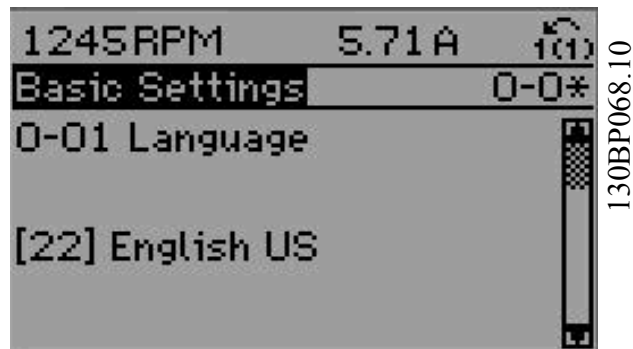 1245RPM 5.71A 1(1)
Basic Settings 0-0*
0-01 Language
[22] English US
130BP068.10